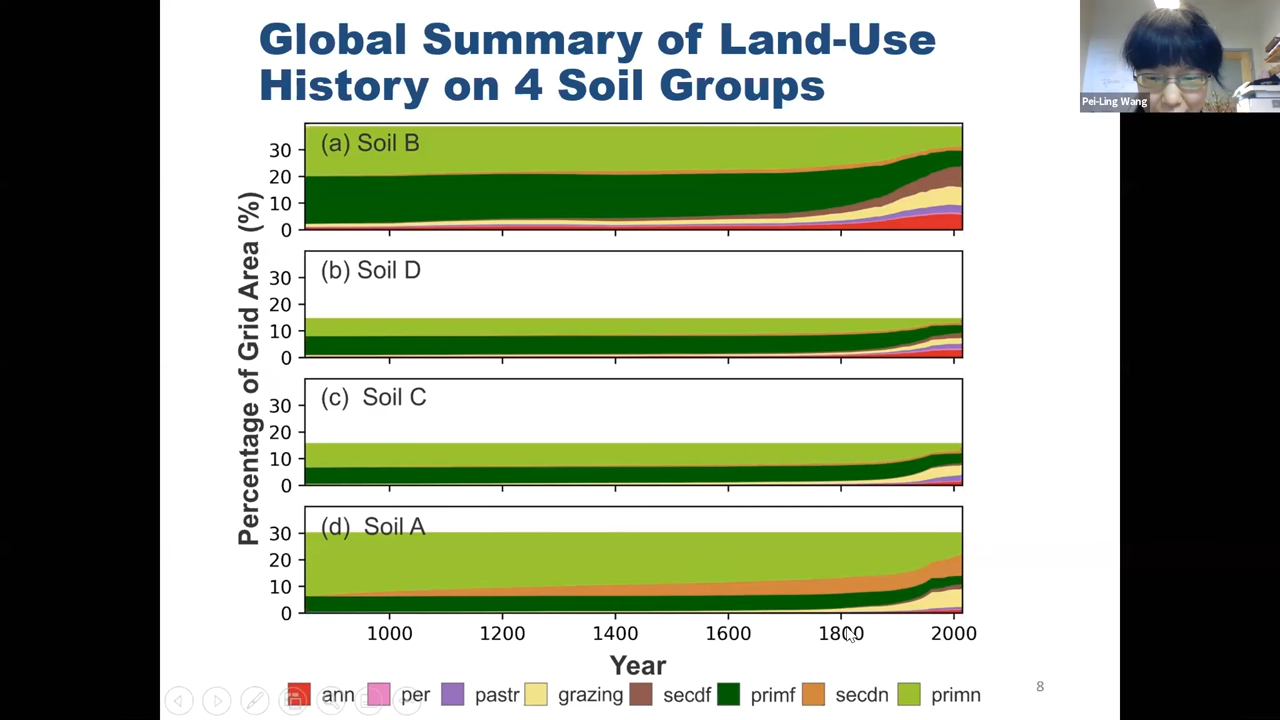 Global Summary of Land-Use
History on 4 Soil Groups
Pei-Ling Wang
Percentage of Grid Area (%)
(a) Soil B
30
20
10
0
(b) Soil D
30
20
10
0
(c) Soil C
30
20
10
0
(d) Soil A
30
20
10
0
1000 1200 1400 1600 1800 2000
Year
ann per pastr grazing secdf primf secdn primn
8